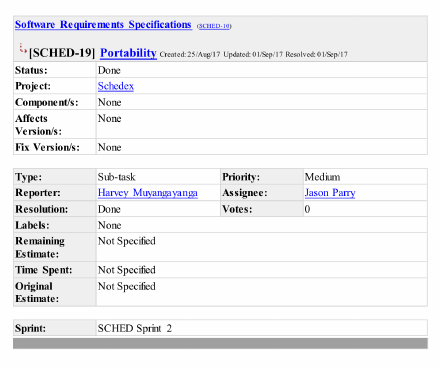 Software Requirements Specifications (SCHED-10)
[SCHED-19] Portability Created: 25/Aug/17 Updated: 01/Sep/17 Resolved: 01/Sep/17
Status: Done
Project: Schedex
Component/s: None
Affects Version/s: None
Fix Version/s: None
Type: Sub-task Priority: Medium
Reporter: Harvey Muyangayanga Assignee: Jason Parry
Resolution: Done Votes: 0
Labels: None
Remaining Estimate: Not Specified
Time Spent: Not Specified
Original Estimate: Not Specified
Sprint: SCHED Sprint 2